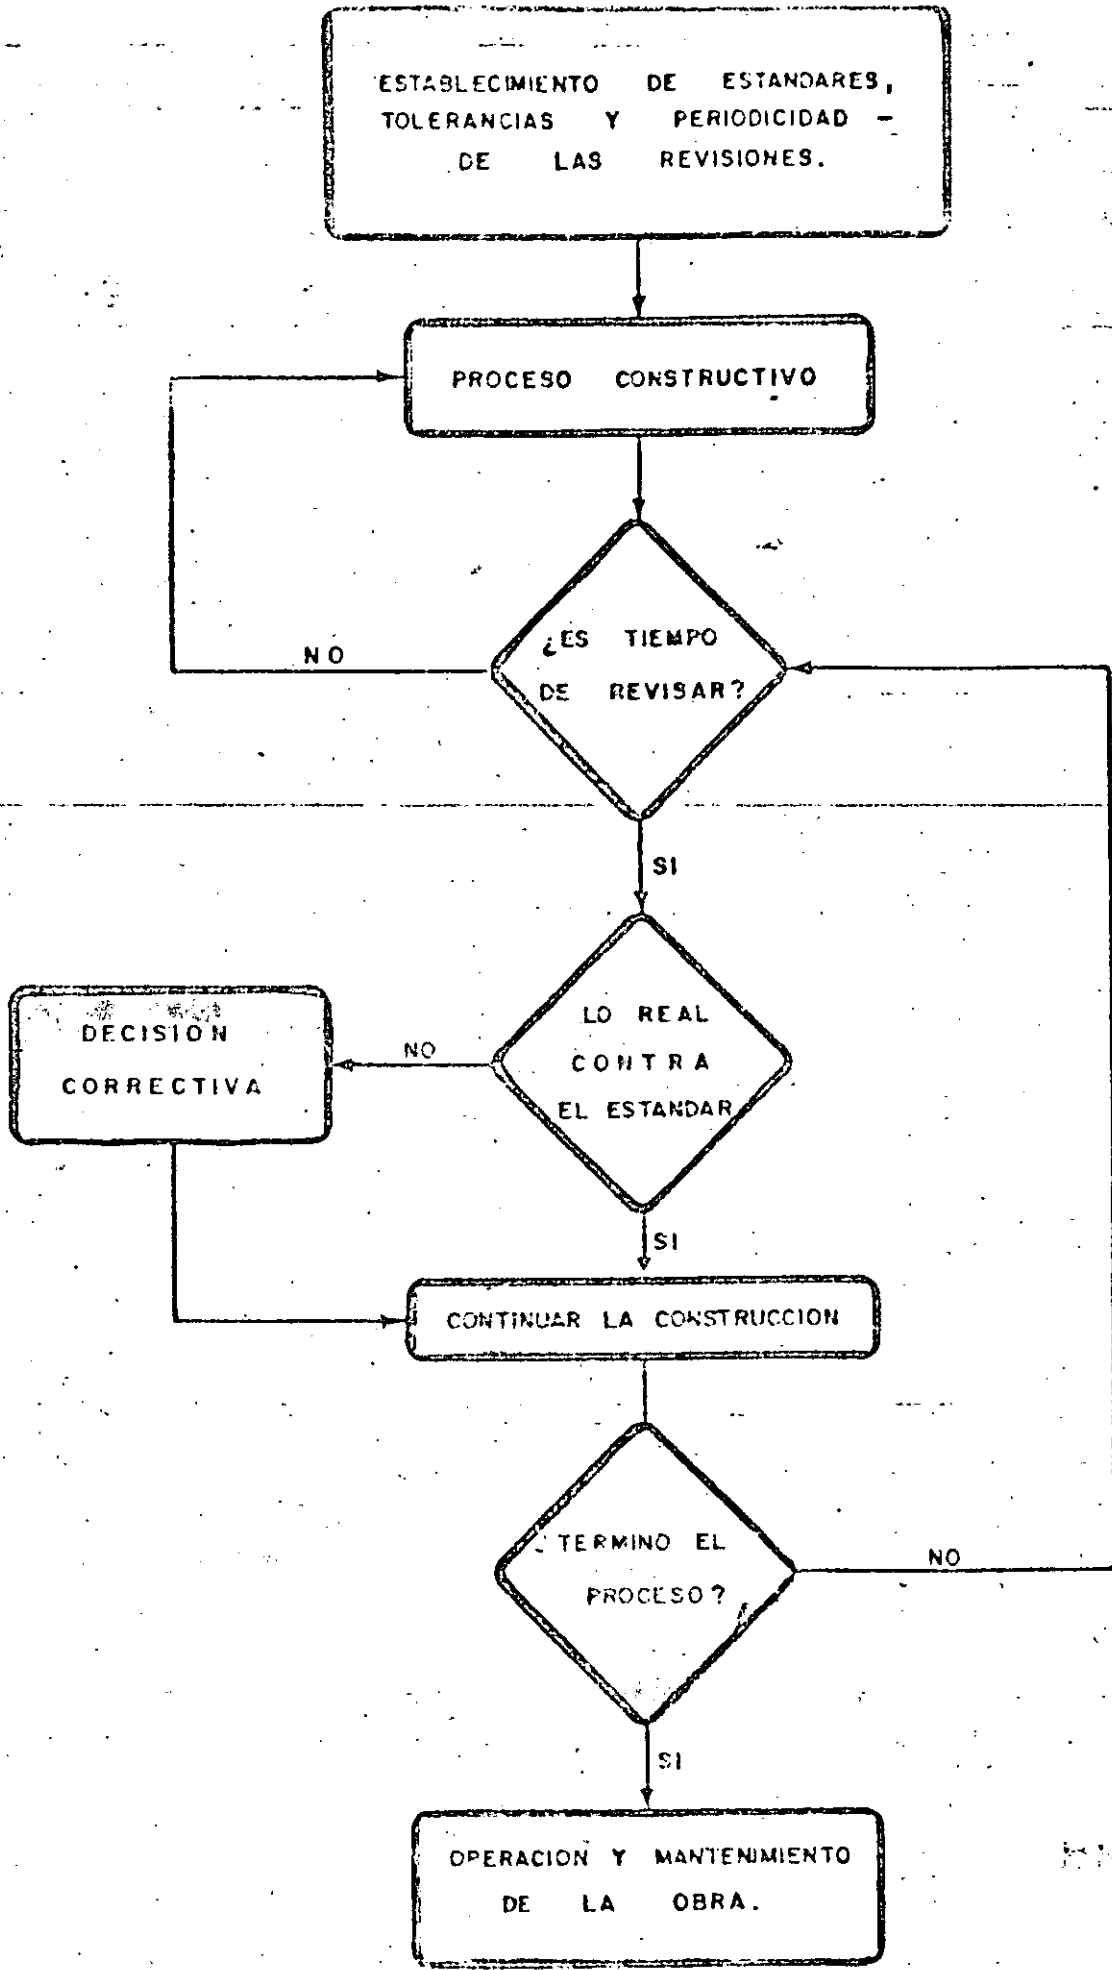 ESTABLECIMIENTO DE ESTANDARES,
TOLERANCIAS Y PERIODICIDAD -
DE LAS REVISIONES.
PROCESO CONSTRUCTIVO
¿ES TIEMPO
DE REVISAR?
NO
SI
LO REAL
CONTRA
EL ESTANDAR
NO
DECISION
CORRECTIVA
SI
CONTINUAR LA CONSTRUCCION
¿TERMINO EL
PROCESO?
NO
SI
OPERACION Y MANTENIMIENTO
DE LA OBRA.